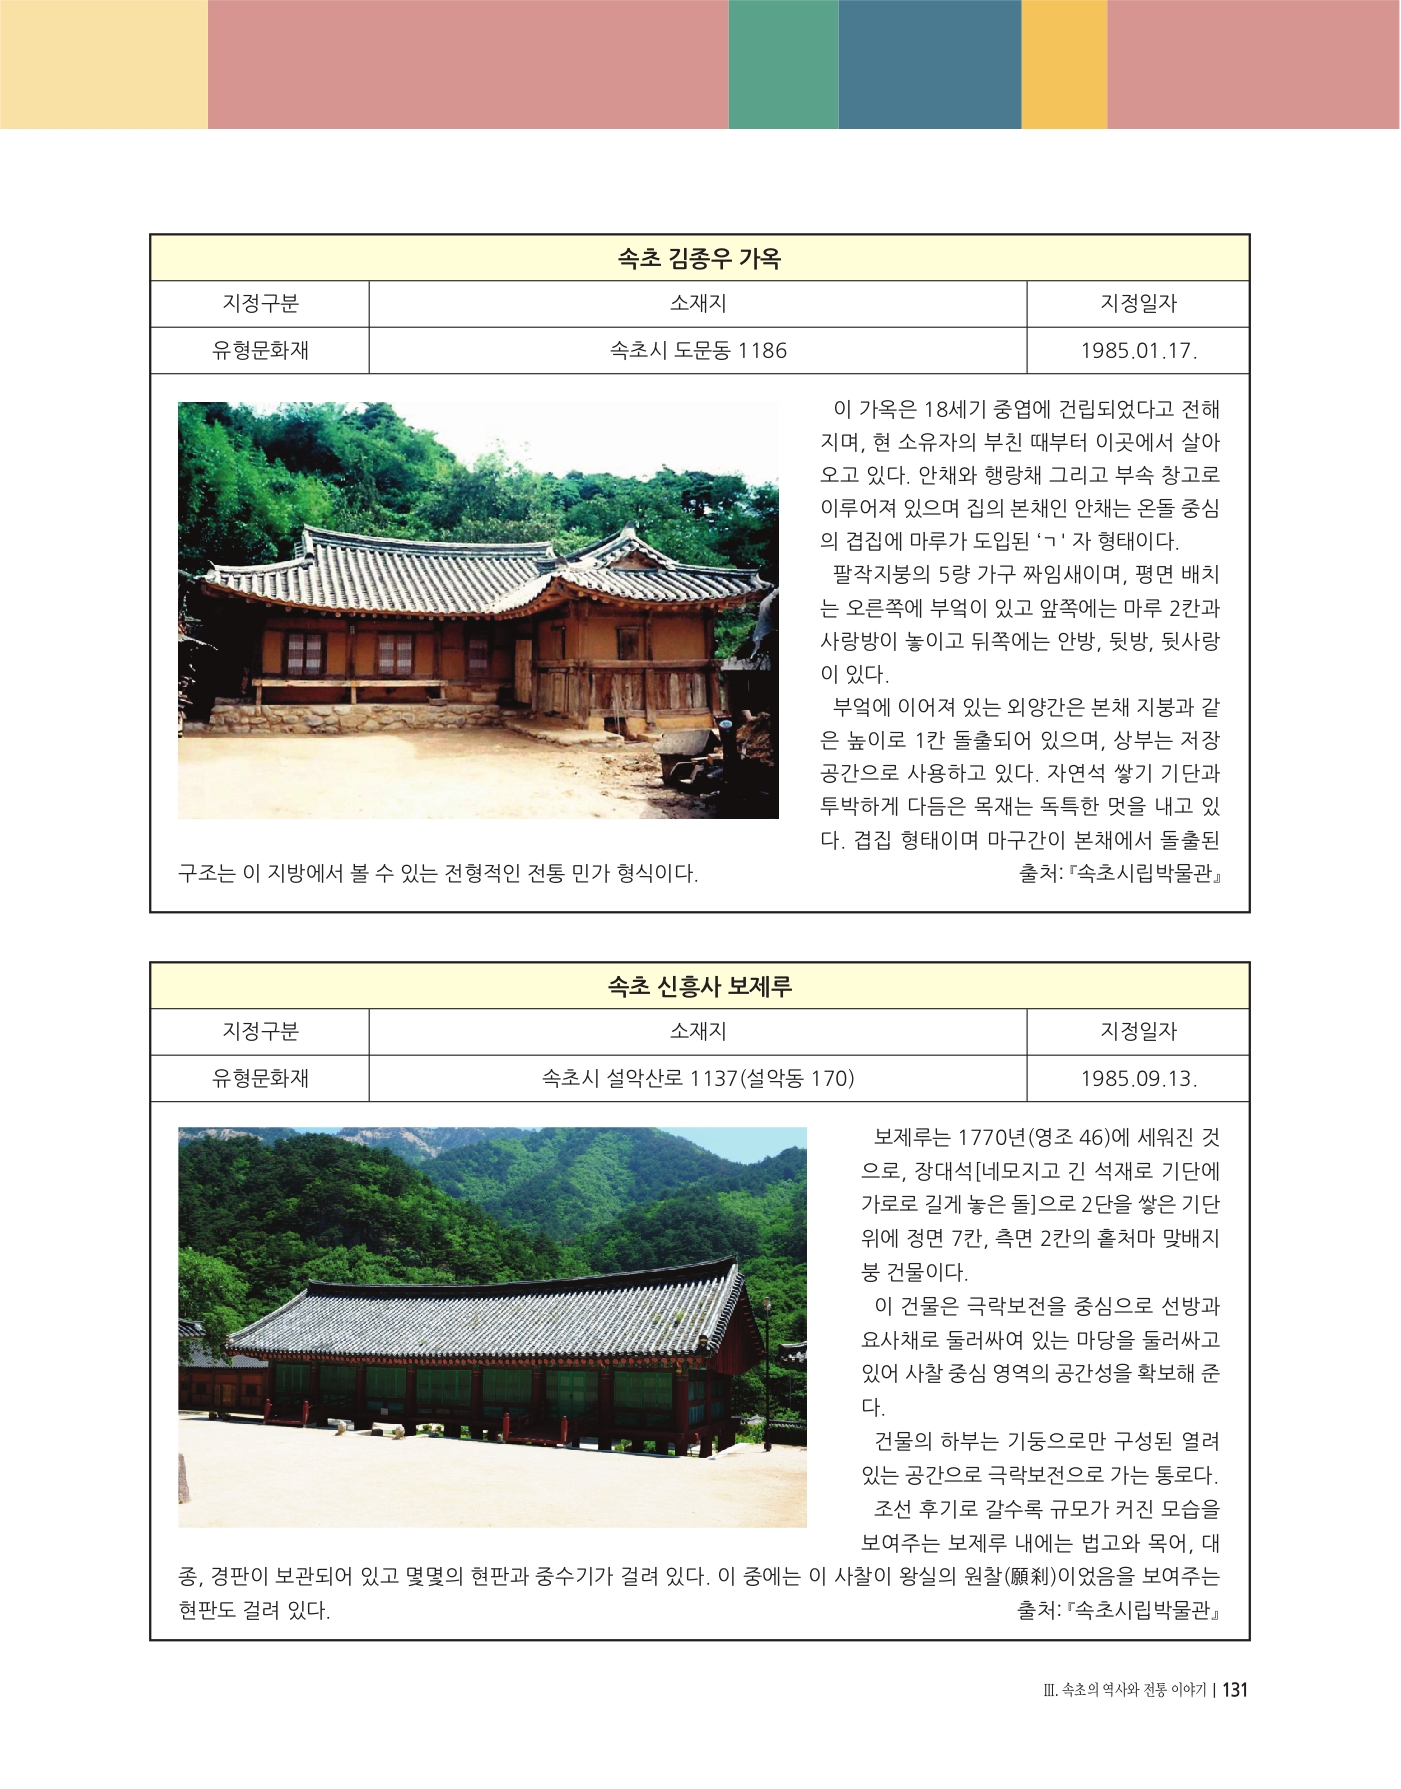 속초 김종우 가옥
지정구분 소재지 지정일자
유형문화재 속초시 도문동 1186 1985.01.17.
이 가옥은 18세기 중엽에 건립되었다고 전해
지며, 현 소유자의 부친 때부터 이곳에서 살아
오고 있다. 안채와 행랑채 그리고 부속 창고로
이루어져 있으며 집의 본채인 안채는 온돌 중심
의 겹집에 마루가 도입된 ‘ㄱ' 자 형태이다.
팔작지붕의 5량 가구 짜임새이며, 평면 배치
는 오른쪽에 부엌이 있고 앞쪽에는 마루 2칸과
사랑방이 놓이고 뒤쪽에는 안방, 뒷방, 뒷사랑
이 있다.
부엌에 이어져 있는 외양간은 본채 지붕과 같
은 높이로 1칸 돌출되어 있으며, 상부는 저장
공간으로 사용하고 있다. 자연석 쌓기 기단과
투박하게 다듬은 목재는 독특한 멋을 내고 있
다. 겹집 형태이며 마구간이 본채에서 돌출된
구조는 이 지방에서 볼 수 있는 전형적인 전통 민가 형식이다. 출처:『속초시립박물관』
속초 신흥사 보제루
지정구분 소재지 지정일자
유형문화재 속초시 설악산로 1137(설악동 170) 1985.09.13.
보제루는 1770년(영조 46)에 세워진 것
으로, 장대석[네모지고 긴 석재로 기단에
가로로 길게 놓은 돌]으로 2단을 쌓은 기단
위에 정면 7칸, 측면 2칸의 홑처마 맞배지
붕 건물이다.
이 건물은 극락보전을 중심으로 선방과
요사채로 둘러싸여 있는 마당을 둘러싸고
있어 사찰 중심 영역의 공간성을 확보해 준
다.
건물의 하부는 기둥으로만 구성된 열려
있는 공간으로 극락보전으로 가는 통로다.
조선 후기로 갈수록 규모가 커진 모습을
보여주는 보제루 내에는 법고와 목어, 대
종, 경판이 보관되어 있고 몇몇의 현판과 중수기가 걸려 있다. 이 중에는 이 사찰이 왕실의 원찰(願刹)이었음을 보여주는
현판도 걸려 있다. 출처:『속초시립박물관』
Ⅲ. 속초의 역사와 전통 이야기 | 131